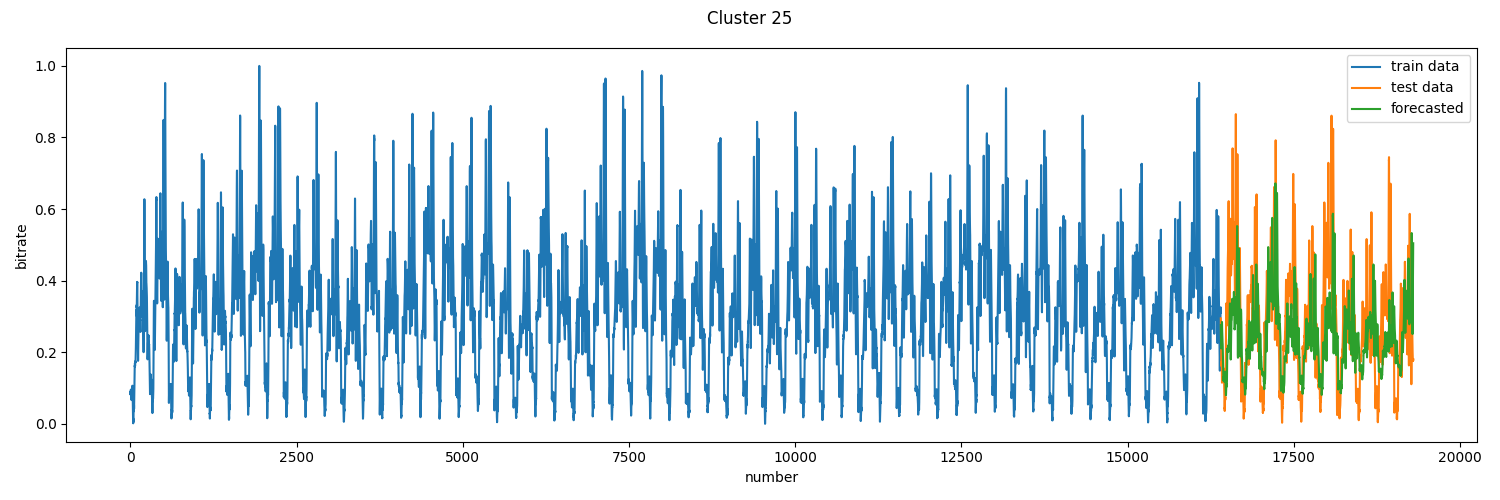 Cluster 25
train data
test data
forecasted
bitrate
1.0
0.8
0.6
0.4
0.2
0.0
0 2500 5000 7500 10000 12500 15000 17500 20000
number